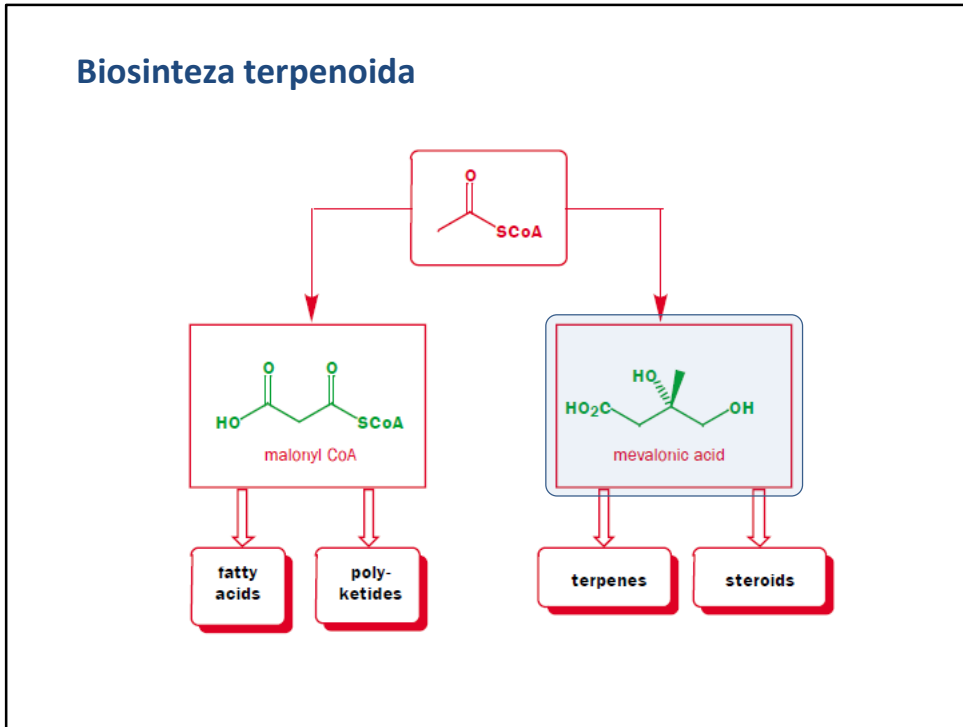 Biosinteza terpenoida
O
SCoA
O
O
HO
SCoA
malonyl CoA
HO
HO₂C
OH
mevalonic acid
fatty
acids
poly-
ketides
terpenes
steroids